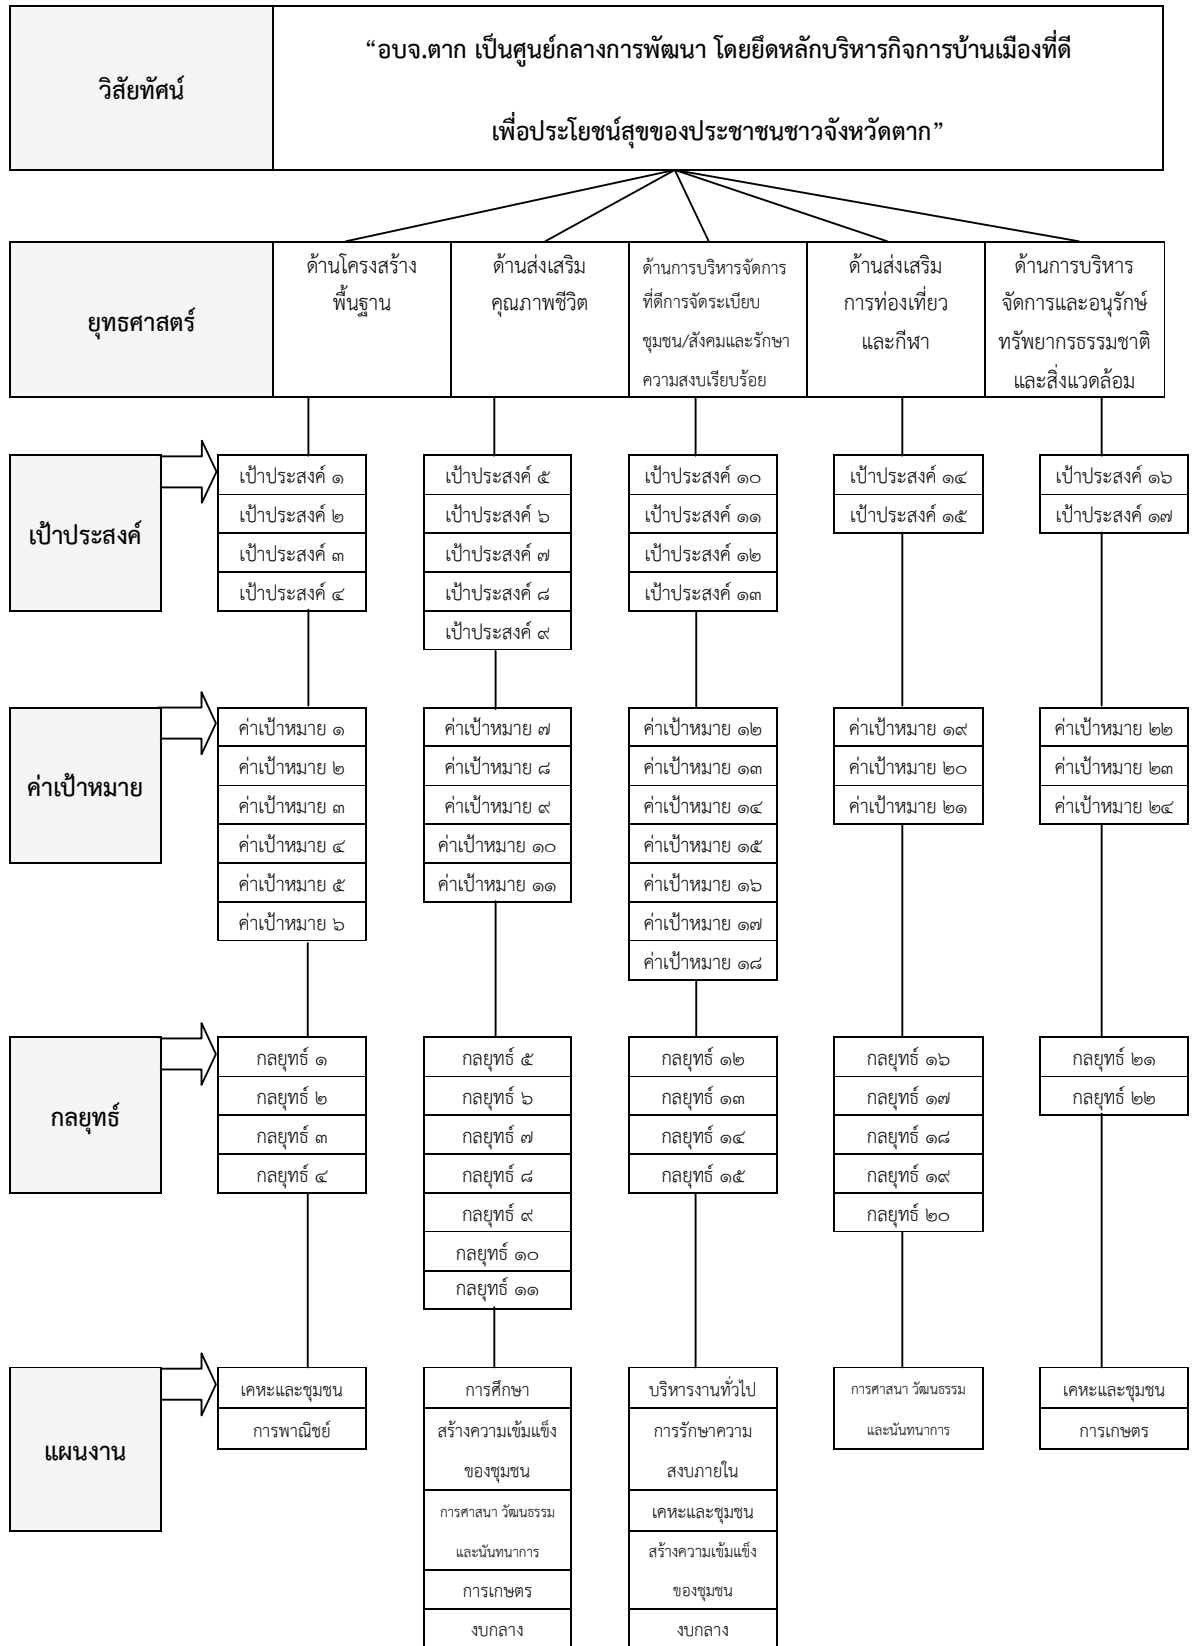 วิสัยทัศน์
“อบจ.ตาก เป็นศูนย์กลางการพัฒนา โดยยึดหลักบริหารกิจการบ้านเมืองที่ดี
เพื่อประโยชน์สุขของประชาชนชาวจังหวัดตาก”
ยุทธศาสตร์
ด้านโครงสร้าง
พื้นฐาน
ด้านส่งเสริม
คุณภาพชีวิต
ด้านการบริหารจัดการ
ที่ดีการจัดระเบียบ
ชุมชน/สังคมและรักษา
ความสงบเรียบร้อย
ด้านส่งเสริม
การท่องเที่ยว
และกีฬา
ด้านการบริหาร
จัดการและอนุรักษ์
ทรัพยากรธรรมชาติ
และสิ่งแวดล้อม
เป้าประสงค์
เป้าประสงค์ ๑
เป้าประสงค์ ๒
เป้าประสงค์ ๓
เป้าประสงค์ ๔
เป้าประสงค์ ๕
เป้าประสงค์ ๖
เป้าประสงค์ ๗
เป้าประสงค์ ๘
เป้าประสงค์ ๙
เป้าประสงค์ ๑๐
เป้าประสงค์ ๑๑
เป้าประสงค์ ๑๒
เป้าประสงค์ ๑๓
เป้าประสงค์ ๑๔
เป้าประสงค์ ๑๕
เป้าประสงค์ ๑๖
เป้าประสงค์ ๑๗
ค่าเป้าหมาย
ค่าเป้าหมาย ๑
ค่าเป้าหมาย ๒
ค่าเป้าหมาย ๓
ค่าเป้าหมาย ๔
ค่าเป้าหมาย ๕
ค่าเป้าหมาย ๖
ค่าเป้าหมาย ๗
ค่าเป้าหมาย ๘
ค่าเป้าหมาย ๙
ค่าเป้าหมาย ๑๐
ค่าเป้าหมาย ๑๑
ค่าเป้าหมาย ๑๒
ค่าเป้าหมาย ๑๓
ค่าเป้าหมาย ๑๔
ค่าเป้าหมาย ๑๕
ค่าเป้าหมาย ๑๖
ค่าเป้าหมาย ๑๗
ค่าเป้าหมาย ๑๘
ค่าเป้าหมาย ๑๙
ค่าเป้าหมาย ๒๐
ค่าเป้าหมาย ๒๑
ค่าเป้าหมาย ๒๒
ค่าเป้าหมาย ๒๓
ค่าเป้าหมาย ๒๔
กลยุทธ์
กลยุทธ์ ๑
กลยุทธ์ ๒
กลยุทธ์ ๓
กลยุทธ์ ๔
กลยุทธ์ ๕
กลยุทธ์ ๖
กลยุทธ์ ๗
กลยุทธ์ ๘
กลยุทธ์ ๙
กลยุทธ์ ๑๐
กลยุทธ์ ๑๑
กลยุทธ์ ๑๒
กลยุทธ์ ๑๓
กลยุทธ์ ๑๔
กลยุทธ์ ๑๕
กลยุทธ์ ๑๖
กลยุทธ์ ๑๗
กลยุทธ์ ๑๘
กลยุทธ์ ๑๙
กลยุทธ์ ๒๐
กลยุทธ์ ๒๑
กลยุทธ์ ๒๒
แผนงาน
เคหะและชุมชน
การพาณิชย์
การศึกษา
สร้างความเข้มแข็ง
ของชุมชน
การศาสนา วัฒนธรรม
และนันทนาการ
การเกษตร
งบกลาง
บริหารงานทั่วไป
การรักษาความ
สงบภายใน
เคหะและชุมชน
สร้างความเข้มแข็ง
ของชุมชน
งบกลาง
การศาสนา วัฒนธรรม
และนันทนาการ
เคหะและชุมชน
การเกษตร